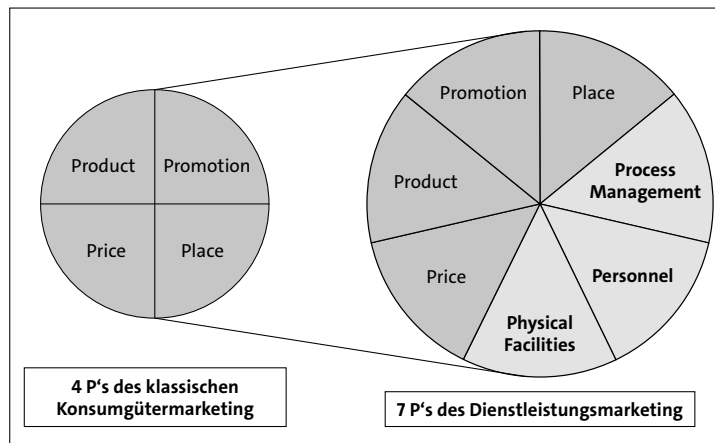 Product
Promotion
Price
Place
4 P‘s des klassischen
Konsumgütermarketing
Promotion
Place
Product
Process
Management
Price
Personnel
Physical
Facilities
7 P‘s des Dienstleistungsmarketing